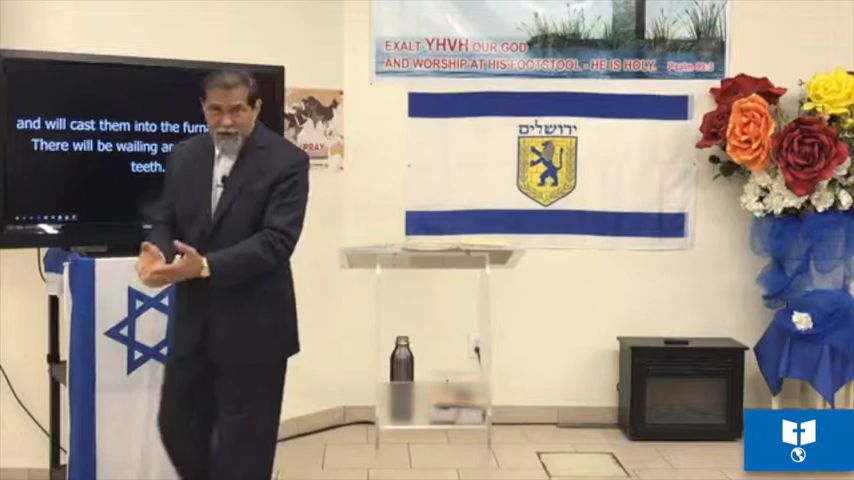 EXALT YHVH OUR GOD
AND WORSHIP AT HIS FOOTSTOOL - HE IS HOLY
and will cast them into the
There will be wailing
teeth.
ירושלים
PRAY